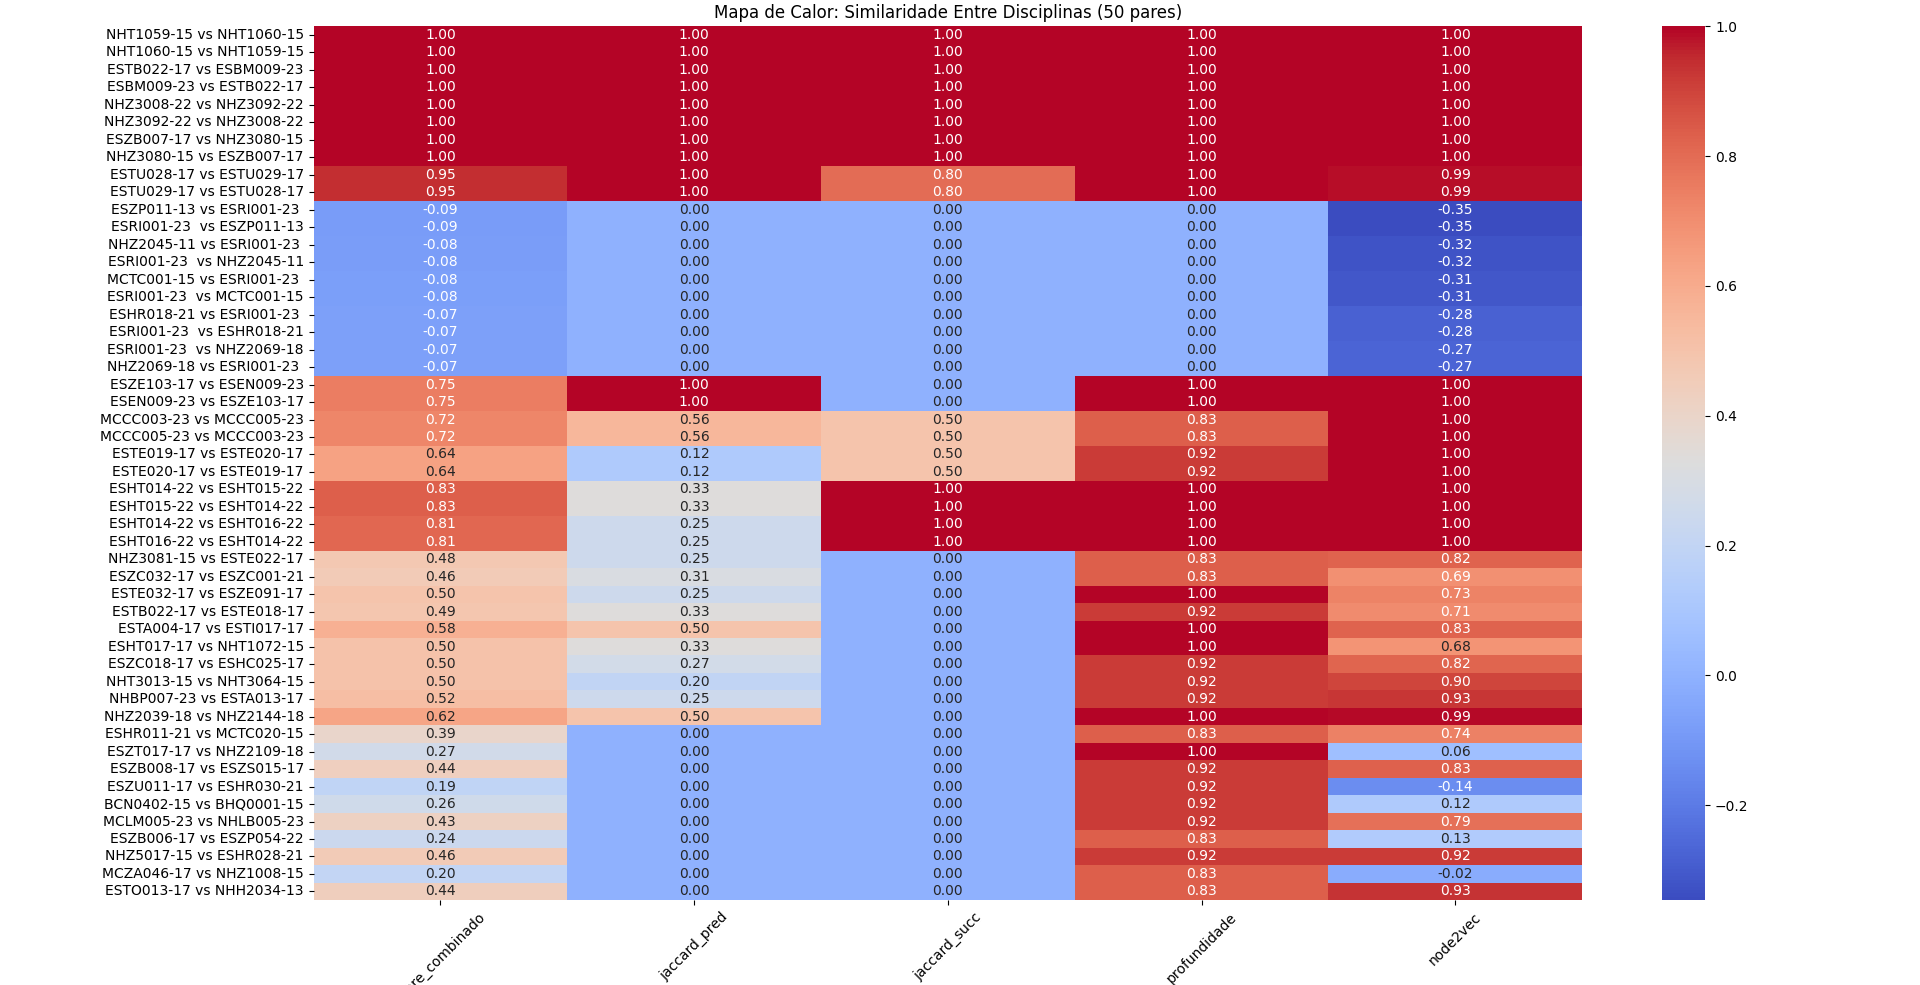 Mapa de Calor: Similaridade Entre Disciplinas (50 pares)
NHT1059-15 vs NHT1060-15 1.00 1.00 1.00 1.00 1.00
NHT1060-15 vs NHT1059-15 1.00 1.00 1.00 1.00 1.00
ESTB022-17 vs ESBM009-23 1.00 1.00 1.00 1.00 1.00
ESBM009-23 vs ESTB022-17 1.00 1.00 1.00 1.00 1.00
NHZ3008-22 vs NHZ3092-22 1.00 1.00 1.00 1.00 1.00
NHZ3092-22 vs NHZ3008-22 1.00 1.00 1.00 1.00 1.00
ESZB007-17 vs NHZ3080-15 1.00 1.00 1.00 1.00 1.00
NHZ3080-15 vs ESZB007-17 1.00 1.00 1.00 1.00 1.00
ESTU028-17 vs ESTU029-17 0.95 1.00 0.80 1.00 0.99
ESTU029-17 vs ESTU028-17 0.95 1.00 0.80 1.00 0.99
ESZP011-13 vs ESRI001-23 -0.09 0.00 0.00 0.00 -0.35
ESRI001-23 vs ESZP011-13 -0.09 0.00 0.00 0.00 -0.35
NHZ2045-11 vs ESRI001-23 -0.08 0.00 0.00 0.00 -0.32
ESRI001-23 vs NHZ2045-11 -0.08 0.00 0.00 0.00 -0.32
MCTC001-15 vs ESRI001-23 -0.08 0.00 0.00 0.00 -0.31
ESRI001-23 vs MCTC001-15 -0.08 0.00 0.00 0.00 -0.31
ESHR018-21 vs ESRI001-23 -0.07 0.00 0.00 0.00 -0.28
ESRI001-23 vs ESHR018-21 -0.07 0.00 0.00 0.00 -0.28
ESRI001-23 vs NHZ2069-18 -0.07 0.00 0.00 0.00 -0.27
NHZ2069-18 vs ESRI001-23 -0.07 0.00 0.00 0.00 -0.27
ESZE103-17 vs ESEN009-23 0.75 1.00 0.00 1.00 1.00
ESEN009-23 vs ESZE103-17 0.75 1.00 0.00 1.00 1.00
MCCC003-23 vs MCCC005-23 0.72 0.56 0.50 0.83 1.00
MCCC005-23 vs MCCC003-23 0.72 0.56 0.50 0.83 1.00
ESTE019-17 vs ESTE020-17 0.64 0.12 0.50 0.92 1.00
ESTE020-17 vs ESTE019-17 0.64 0.12 0.50 0.92 1.00
ESHT014-22 vs ESHT015-22 0.83 0.33 1.00 1.00 1.00
ESHT015-22 vs ESHT014-22 0.83 0.33 1.00 1.00 1.00
ESHT014-22 vs ESHT016-22 0.81 0.25 1.00 1.00 1.00
ESHT016-22 vs ESHT014-22 0.81 0.25 1.00 1.00 1.00
NHZ3081-15 vs ESTE022-17 0.48 0.25 0.00 0.83 0.82
ESZC032-17 vs ESZC001-21 0.46 0.31 0.00 0.83 0.69
ESTE032-17 vs ESZE091-17 0.50 0.25 0.00 1.00 0.73
ESTB022-17 vs ESTE018-17 0.49 0.33 0.00 0.92 0.71
ESTA004-17 vs ESTI017-17 0.58 0.50 0.00 1.00 0.83
ESHT017-17 vs NHT1072-15 0.50 0.33 0.00 1.00 0.68
ESZC018-17 vs ESHC025-17 0.50 0.27 0.00 0.92 0.82
NHT3013-15 vs NHT3064-15 0.50 0.20 0.00 0.92 0.90
NHBP007-23 vs ESTA013-17 0.52 0.25 0.00 0.92 0.93
NHZ2039-18 vs NHZ2144-18 0.62 0.50 0.00 1.00 0.99
ESHR011-21 vs MCTC020-15 0.39 0.00 0.00 0.83 0.74
ESZT017-17 vs NHZ2109-18 0.27 0.00 0.00 1.00 0.06
ESZB008-17 vs ESZS015-17 0.44 0.00 0.00 0.92 0.83
ESZU011-17 vs ESHR030-21 0.19 0.00 0.00 0.92 -0.14
BCN0402-15 vs BHQ0001-15 0.26 0.00 0.00 0.92 0.12
MCLM005-23 vs NHLB005-23 0.43 0.00 0.00 0.92 0.79
ESZB006-17 vs ESZP054-22 0.24 0.00 0.00 0.83 0.13
NHZ5017-15 vs ESHR028-21 0.46 0.00 0.00 0.92 0.92
MCZA046-17 vs NHZ1008-15 0.20 0.00 0.00 0.83 -0.02
ESTO013-17 vs NHH2034-13 0.44 0.00 0.00 0.83 0.93
re_combinado jaccard_pred jaccard_succ profundidade node2vec
1.0
0.8
0.6
0.4
0.2
0.0
−0.2